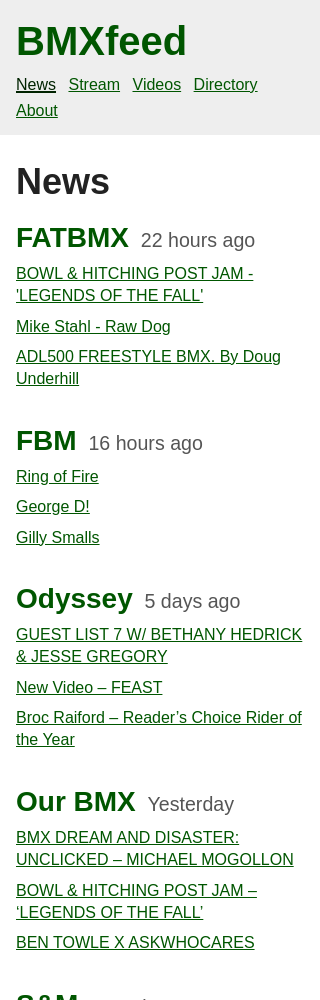 BMXfeed
News Stream Videos Directory
About
News
FATBMX 22 hours ago
BOWL & HITCHING POST JAM -
'LEGENDS OF THE FALL'
Mike Stahl - Raw Dog
ADL500 FREESTYLE BMX. By Doug
Underhill
FBM 16 hours ago
Ring of Fire
George D!
Gilly Smalls
Odyssey 5 days ago
GUEST LIST 7 W/ BETHANY HEDRICK
& JESSE GREGORY
New Video – FEAST
Broc Raiford – Reader’s Choice Rider of
the Year
Our BMX Yesterday
BMX DREAM AND DISASTER:
UNCLICKED – MICHAEL MOGOLLON
BOWL & HITCHING POST JAM –
‘LEGENDS OF THE FALL’
BEN TOWLE X ASKWHOCARES
S&M